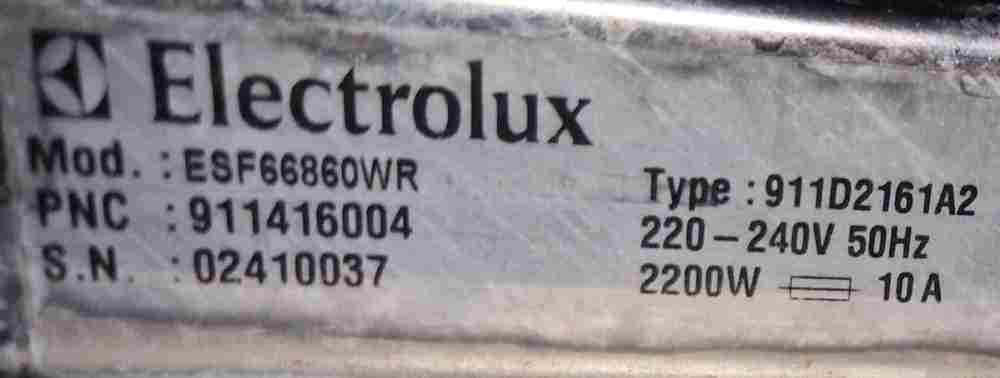 Electrolux
Mod. : ESF66860WR
PNC : 911416004
S.N. : 02410037
Type : 911D2161A2
220 – 240V 50Hz
2200W 10 A